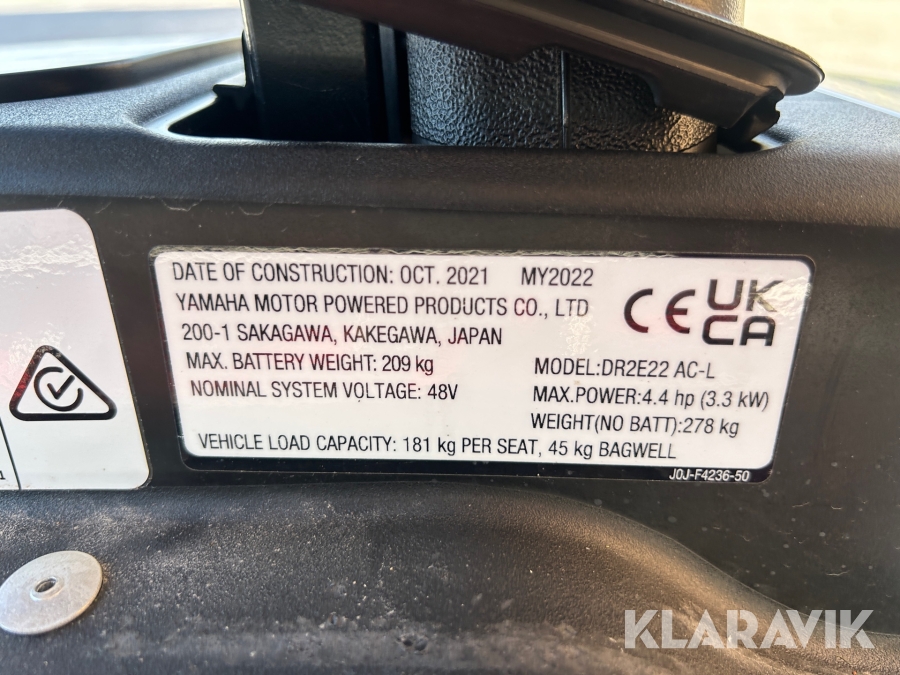 DATE OF CONSTRUCTION: OCT. 2021 MY2022
YAMAHA MOTOR POWERED PRODUCTS CO., LTD
200-1 SAKAGAWA, KAKEGAWA, JAPAN
MAX. BATTERY WEIGHT: 209 kg
NOMINAL SYSTEM VOLTAGE: 48V
CE UK
CA
MODEL:DR2E22 AC-L
MAX.POWER:4.4 hp (3.3 kW)
WEIGHT(NO BATT):278 kg
VEHICLE LOAD CAPACITY: 181 kg PER SEAT, 45 kg BAGWELL
J0J-F4236-50
KLARAVIK